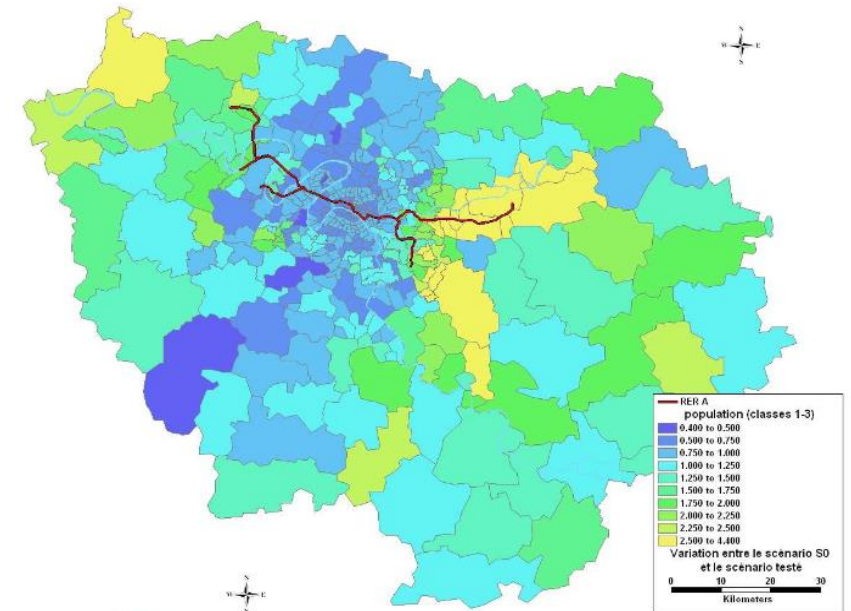 N
W E
S
RER A
population (classes 1-3)
0.400 to 0.500
0.500 to 0.750
0.750 to 1.000
1.000 to 1.250
1.250 to 1.500
1.500 to 1.750
1.750 to 2.000
2.000 to 2.250
2.250 to 2.500
2.500 to 4.400
Variation entre le scénario S0
et le scénario testé
0 10 20 30
Kilometers
N
W E
S